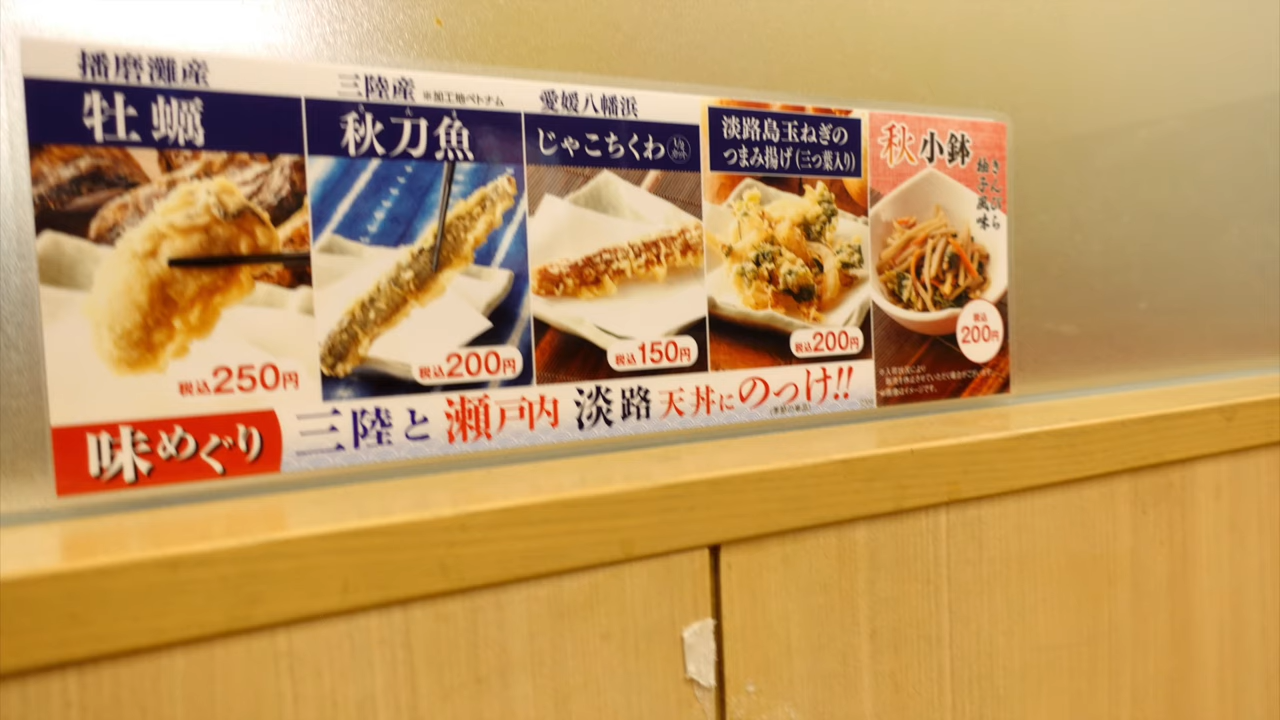 播磨灘産
牡蠣
税込250円
三陸産 ※加工地ベトナム
秋刀魚
税込200円
愛媛八幡浜
じゃこちくわ 1/2カット
税込150円
淡路島玉ねぎの
つまみ揚げ(三つ葉入り)
税込200円
秋小鉢
きんぴら
柚子風味
税込
200円
味めぐり
三陸と瀬戸内 淡路 天丼にのっけ!!